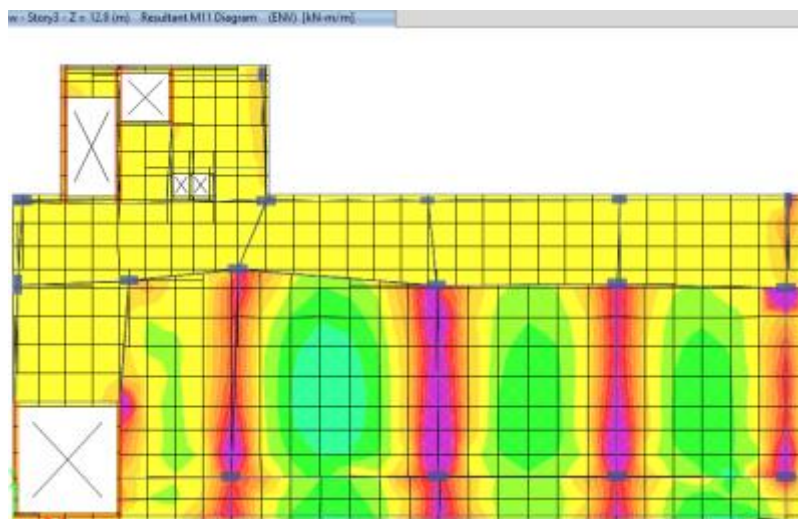 w - Story3 - Z = 12,8 (m) Resultant M11 Diagram (ENV) [kN-m/m]